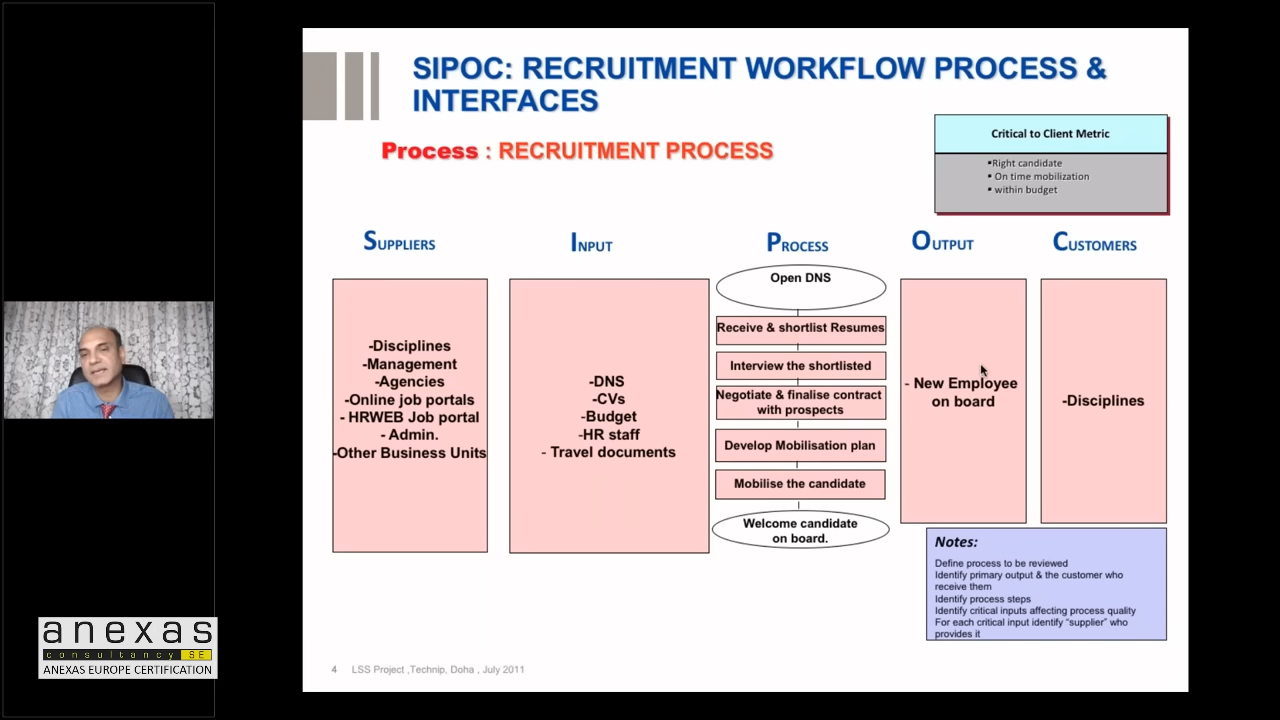 SIPOC: RECRUITMENT WORKFLOW PROCESS &
INTERFACES
Process : RECRUITMENT PROCESS
Critical to Client Metric
▪Right candidate
▪ On time mobilization
▪ within budget
SUPPLIERS
INPUT
PROCESS
OUTPUT
CUSTOMERS
-Disciplines
-Management
-Agencies
-Online job portals
- HRWEB Job portal
- Admin.
-Other Business Units
-DNS
-CVs
-Budget
-HR staff
- Travel documents
Open DNS
Receive & shortlist Resumes
Interview the shortlisted
Negotiate & finalise contract
with prospects
Develop Mobilisation plan
Mobilise the candidate
Welcome candidate
on board.
- New Employee
on board
-Disciplines
Notes:
Define process to be reviewed
Identify primary output & the customer who
receive them
Identify process steps
Identify critical inputs affecting process quality
For each critical input identify “supplier” who
provides it
4 LSS Project ,Technip, Doha , July 2011
anexas
consultancy SE
ANEXAS EUROPE CERTIFICATION